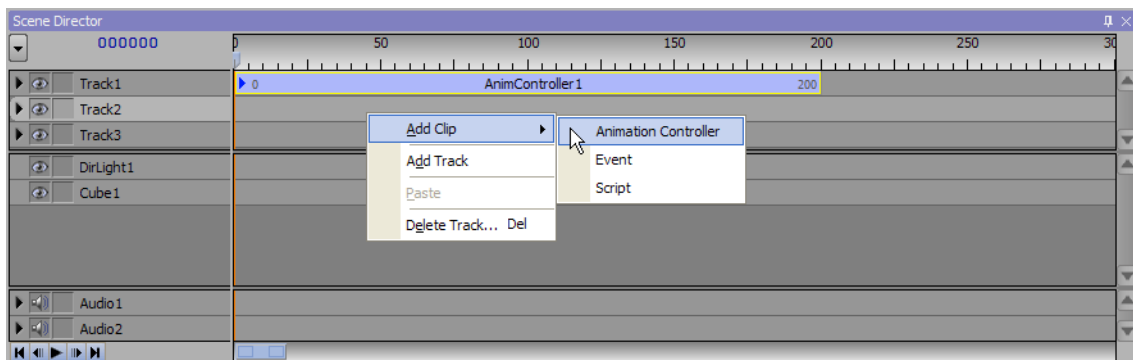 Scene Director
000000 0 50 100 150 200 250 30
Track1 0 AnimController1 200
Track2
Add Clip Animation Controller
Track3
Add Track Event
DirLight1
Cube1 Paste Script
Delete Track... Del
Audio1
Audio2